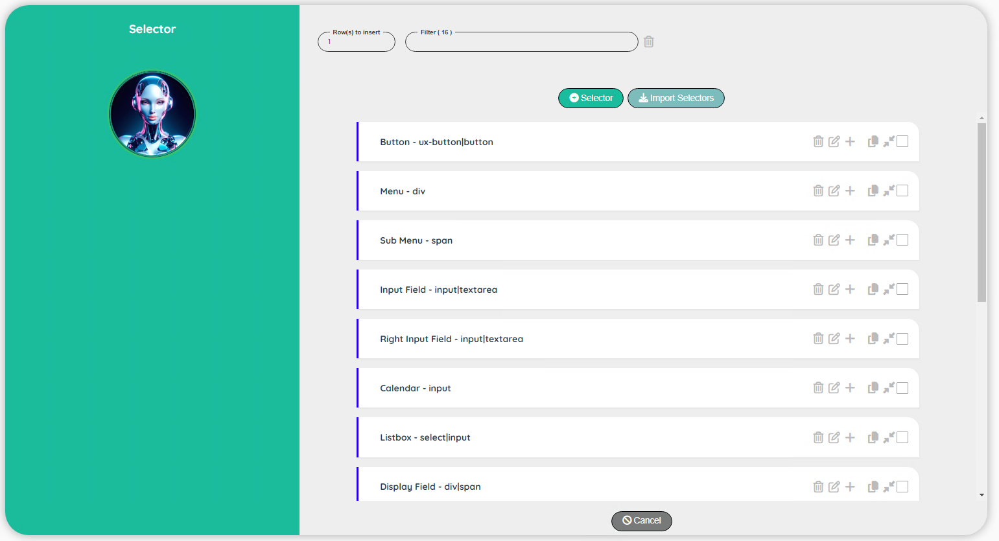 Selector
Row(s) to insert
1
Filter ( 16 )
Selector
Import Selectors
Button - ux-button|button
Menu - div
Sub Menu - span
Input Field - input|textarea
Right Input Field - input|textarea
Calendar - input
Listbox - select|input
Display Field - div|span
Cancel